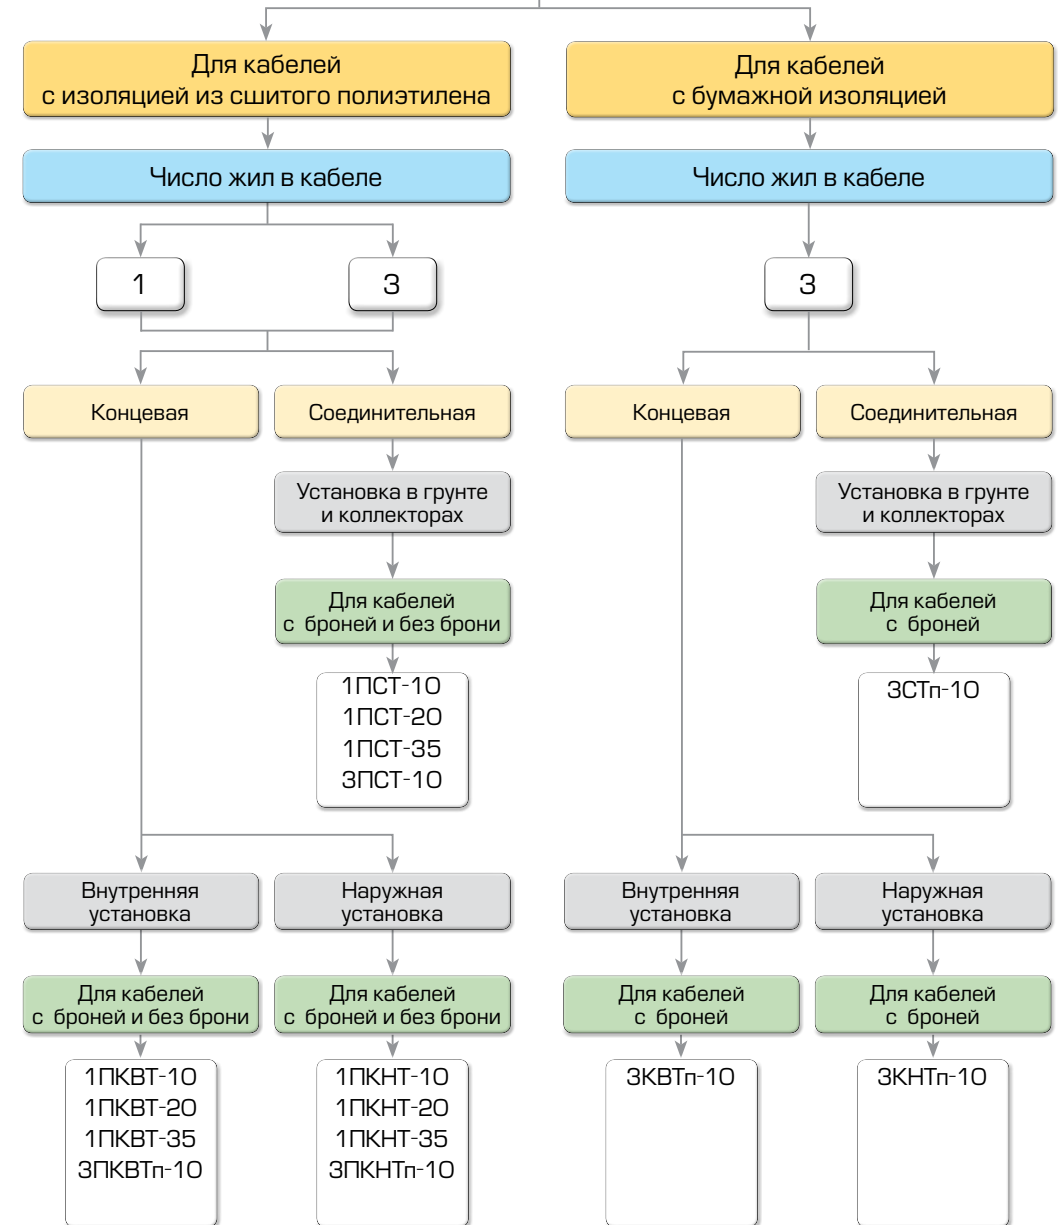 Для кабелей
с изоляцией из сшитого полиэтилена
Для кабелей
с бумажной изоляцией
Число жил в кабеле
Число жил в кабеле
1
3
3
Концевая
Соединительная
Концевая
Соединительная
Установка в грунте
и коллекторах
Установка в грунте
и коллекторах
Для кабелей
с броней и без брони
Для кабелей
с броней
1ПСТ-10
1ПСТ-20
1ПСТ-35
3ПСТ-10
3СТп-10
Внутренняя
установка
Наружная
установка
Внутренняя
установка
Наружная
установка
Для кабелей
с броней и без брони
Для кабелей
с броней и без брони
Для кабелей
с броней
Для кабелей
с броней
1ПКВТ-10
1ПКВТ-20
1ПКВТ-35
3ПКВТп-10
1ПКНТ-10
1ПКНТ-20
1ПКНТ-35
3ПКНТп-10
3КВТп-10
3КНТп-10